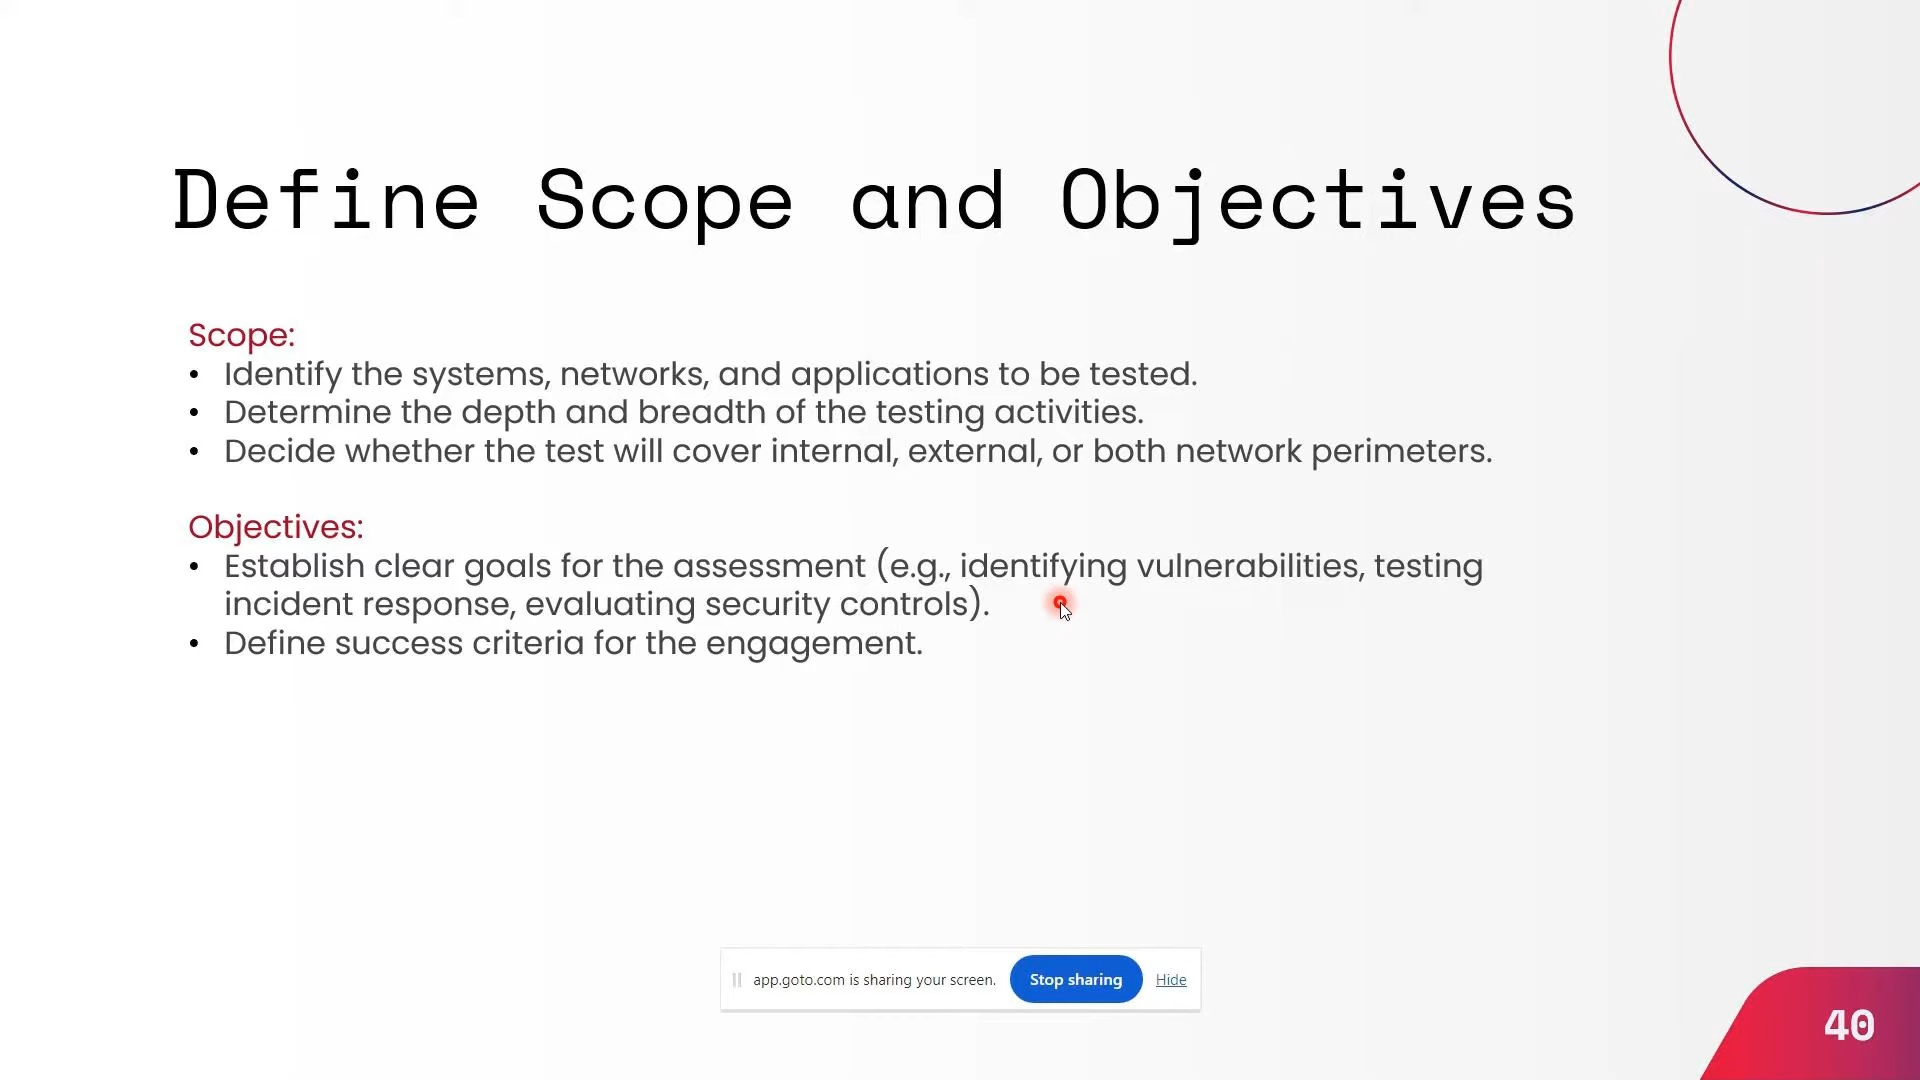 Define Scope and Objectives
Scope:
• Identify the systems, networks, and applications to be tested.
• Determine the depth and breadth of the testing activities.
• Decide whether the test will cover internal, external, or both network perimeters.
Objectives:
• Establish clear goals for the assessment (e.g., identifying vulnerabilities, testing
incident response, evaluating security controls).
• Define success criteria for the engagement.
app.goto.com is sharing your screen. Stop sharing Hide
40